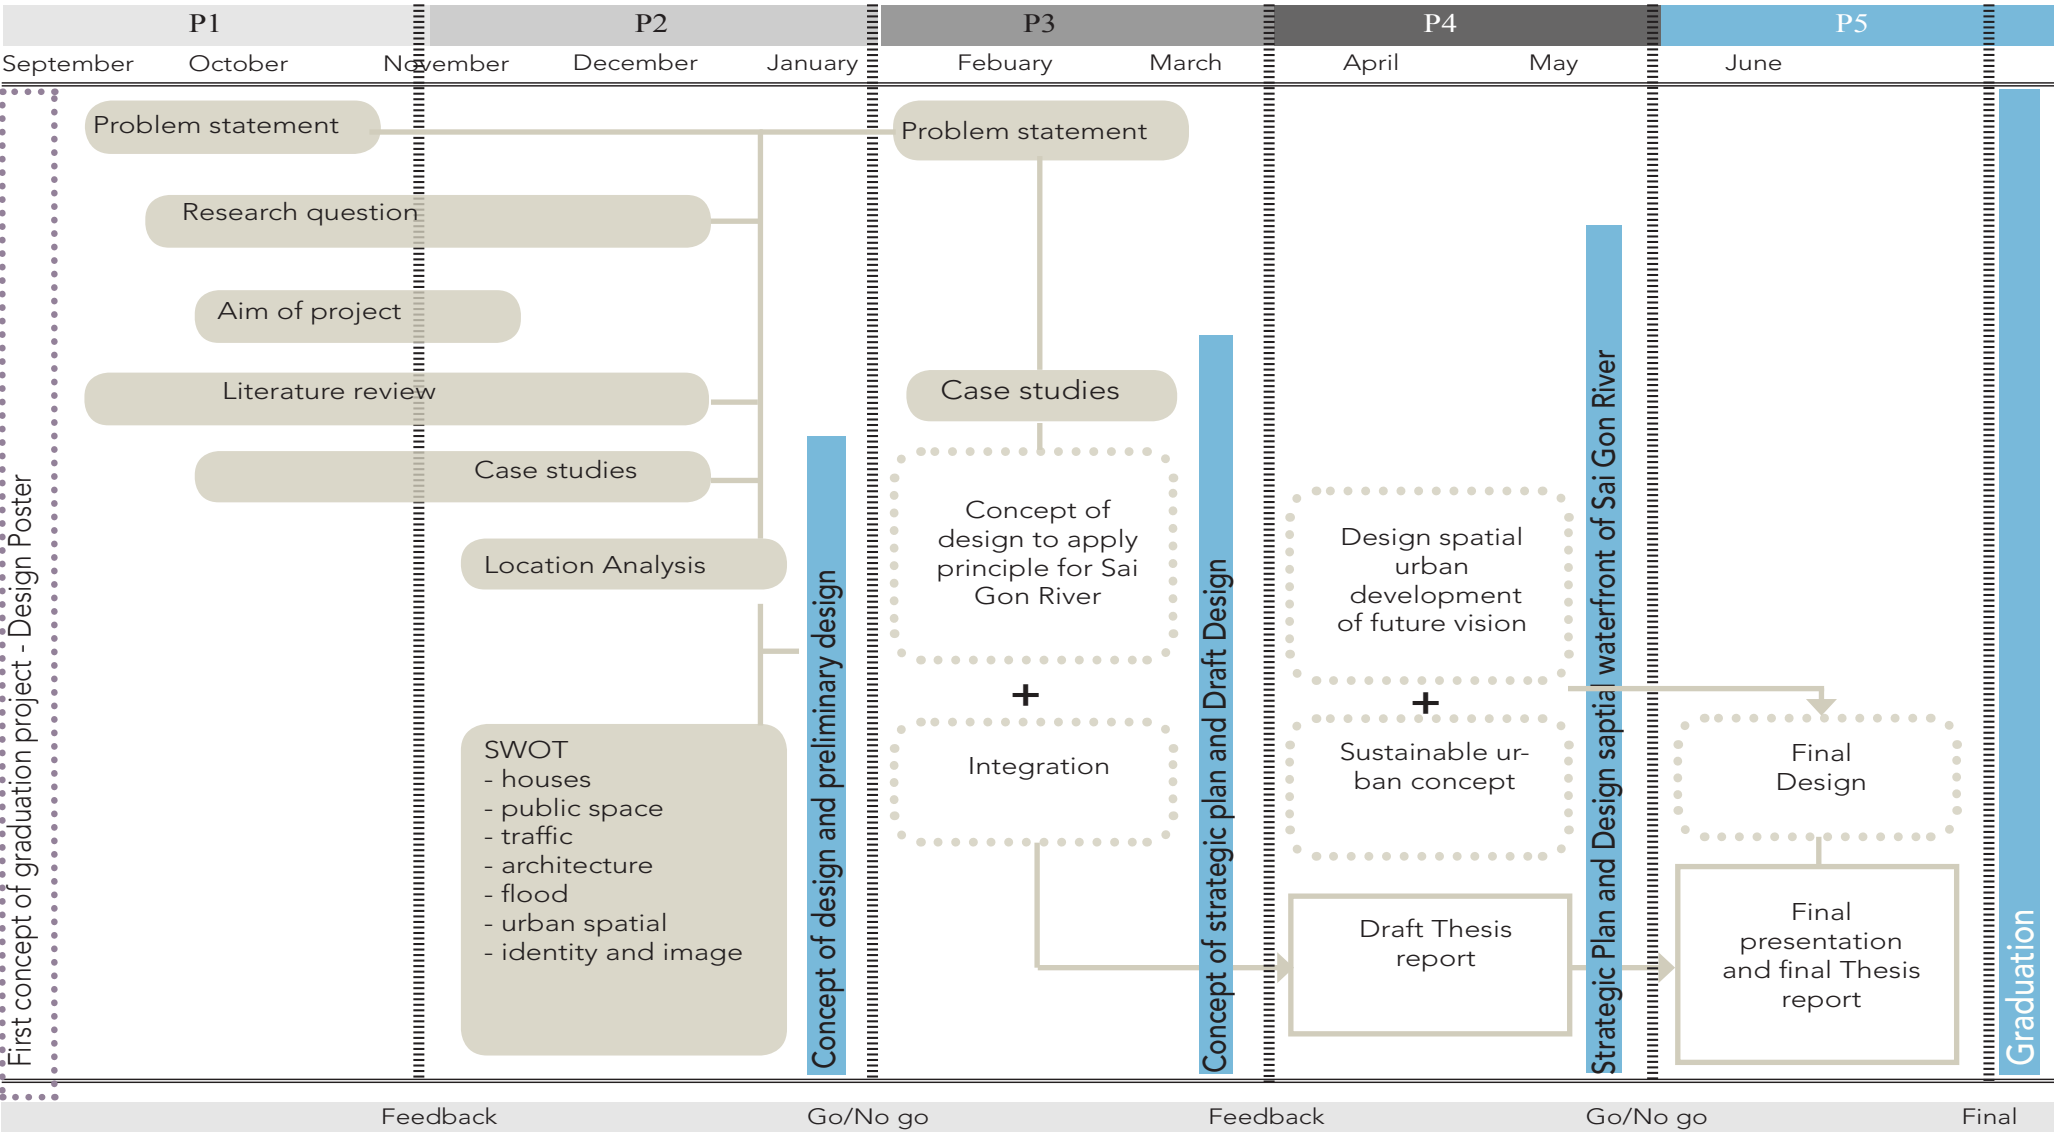 P1
P2
P3
P4
P5
September
October
November
December
January
Febuary
March
April
May
June
First concept of graduation project - Design Poster
Problem statement
Research question
Aim of project
Literature review
Case studies
Location Analysis
SWOT
- houses
- public space
- traffic
- architecture
- flood
- urban spatial
- identity and image
Concept of design and preliminary design
Problem statement
Case studies
Concept of
design to apply
principle for Sai
Gon River
+
Integration
Concept of strategic plan and Draft Design
Design spatial
urban
development
of future vision
+
Sustainable ur-
ban concept
Draft Thesis
report
Strategic Plan and Design saptial waterfront of Sai Gon River
Final
Design
Final
presentation
and final Thesis
report
Graduation
Feedback
Go/No go
Feedback
Go/No go
Final